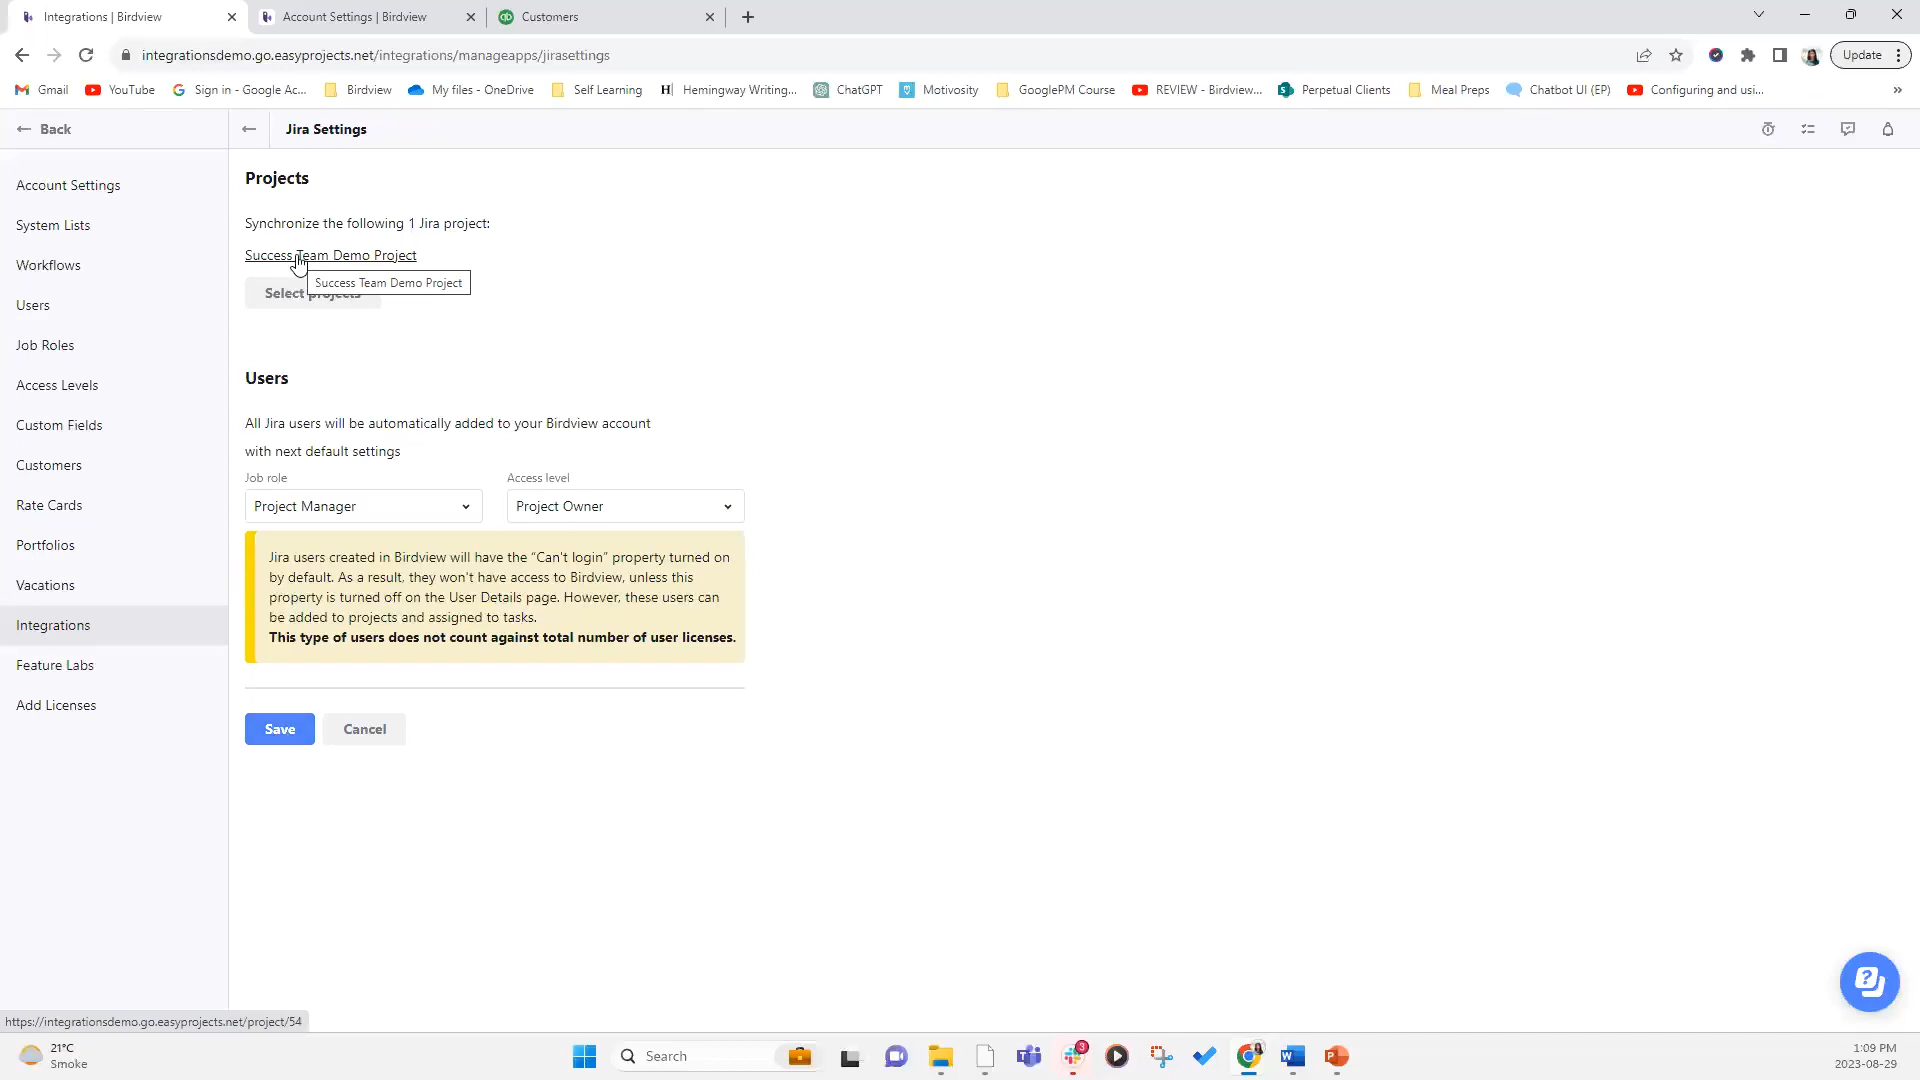 Integrations | Birdview
Account Settings | Birdview
Customers
integrationsdemo.go.easyprojects.net/integrations/manageapps/jirasettings
Update
Gmail
YouTube
Sign in - Google Ac...
Birdview
My files - OneDrive
Self Learning
Hemingway Writing...
ChatGPT
Motivosity
GooglePM Course
REVIEW - Birdview...
Perpetual Clients
Meal Preps
Chatbot UI (EP)
Configuring and usi...
»
Back
Jira Settings
Account Settings
System Lists
Workflows
Users
Job Roles
Access Levels
Custom Fields
Customers
Rate Cards
Portfolios
Vacations
Integrations
Feature Labs
Add Licenses
Projects
Synchronize the following 1 Jira project:
Success Team Demo Project
Success Team Demo Project
Select projects
Users
All Jira users will be automatically added to your Birdview account
with next default settings
Job role
Access level
Project Manager
Project Owner
Jira users created in Birdview will have the “Can't login” property turned on
by default. As a result, they won't have access to Birdview, unless this
property is turned off on the User Details page. However, these users can
be added to projects and assigned to tasks.
This type of users does not count against total number of user licenses.
Save
Cancel
https://integrationsdemo.go.easyprojects.net/project/54
21°C
Smoke
Search
3
1:09 PM
2023-08-29